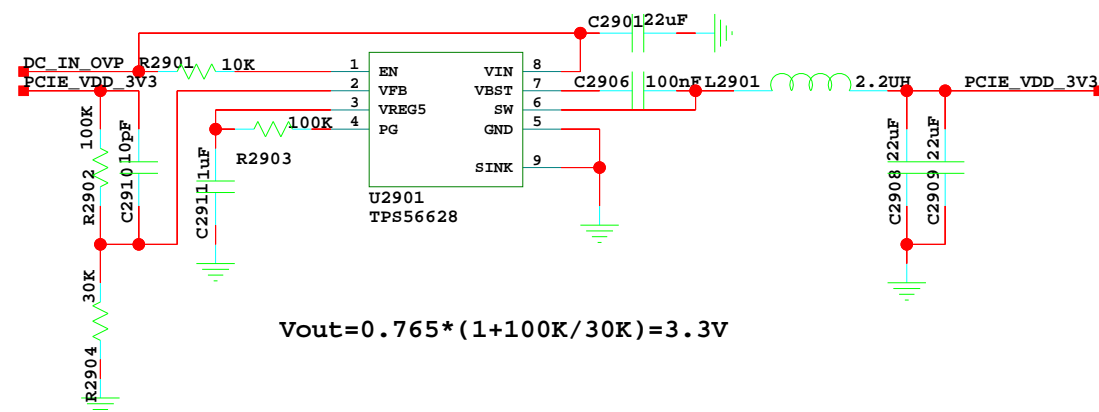 C2901 22uF
DC_IN_OVP R2901 10K
PCIE_VDD_3V3
1 EN VIN 8
2 VFB VBST 7
3 VREG5 SW 6
4 PG GND 5
SINK 9
C2906 100nF L2901 2.2UH PCIE_VDD_3V3
100K
R2903
R2902 100K
C2910 10pF
C2911 1uF
U2901
TPS56628
C2908 22uF
C2909 22uF
R2904 30K
Vout=0.765*(1+100K/30K)=3.3V